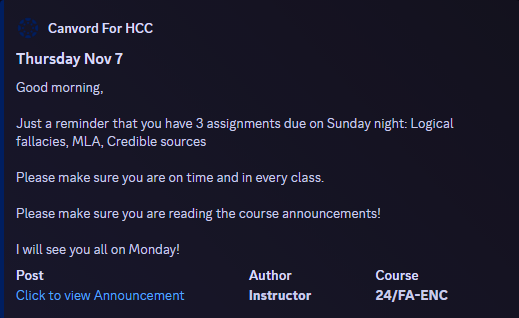 Canvord For HCC
Thursday Nov 7
Good morning,
Just a reminder that you have 3 assignments due on Sunday night: Logical
fallacies, MLA, Credible sources
Please make sure you are on time and in every class.
Please make sure you are reading the course announcements!
I will see you all on Monday!
Post Author Course
Click to view Announcement Instructor 24/FA-ENC